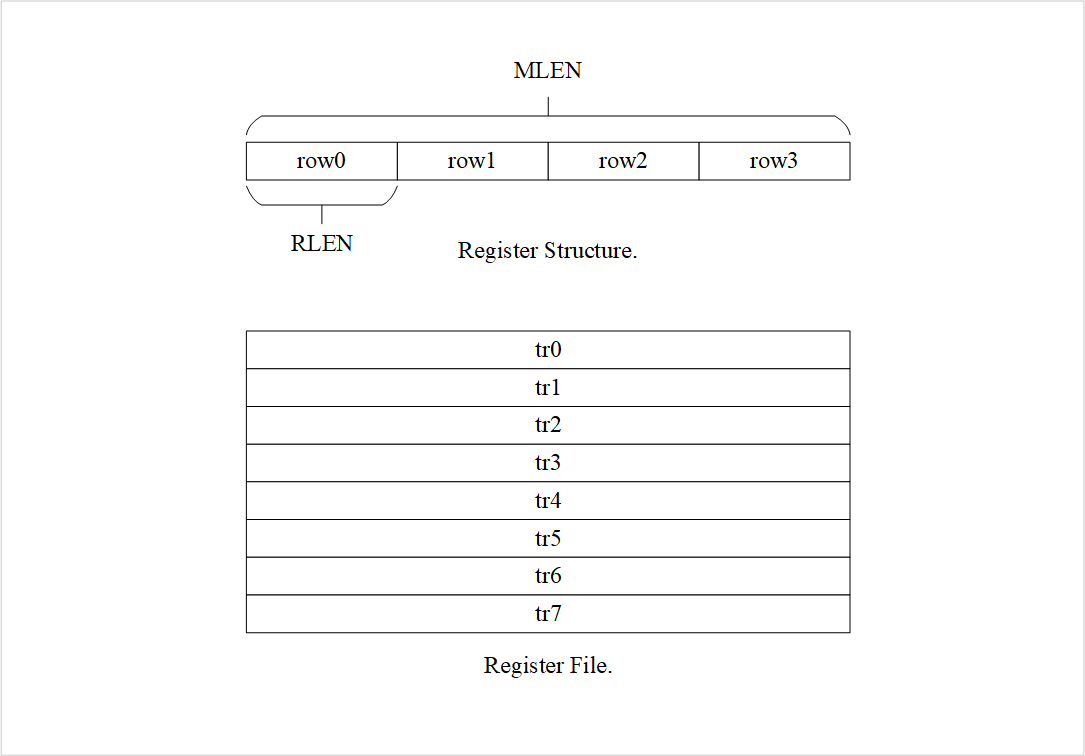 MLEN
row0 row1 row2 row3
RLEN
Register Structure.
tr0
tr1
tr2
tr3
tr4
tr5
tr6
tr7
Register File.